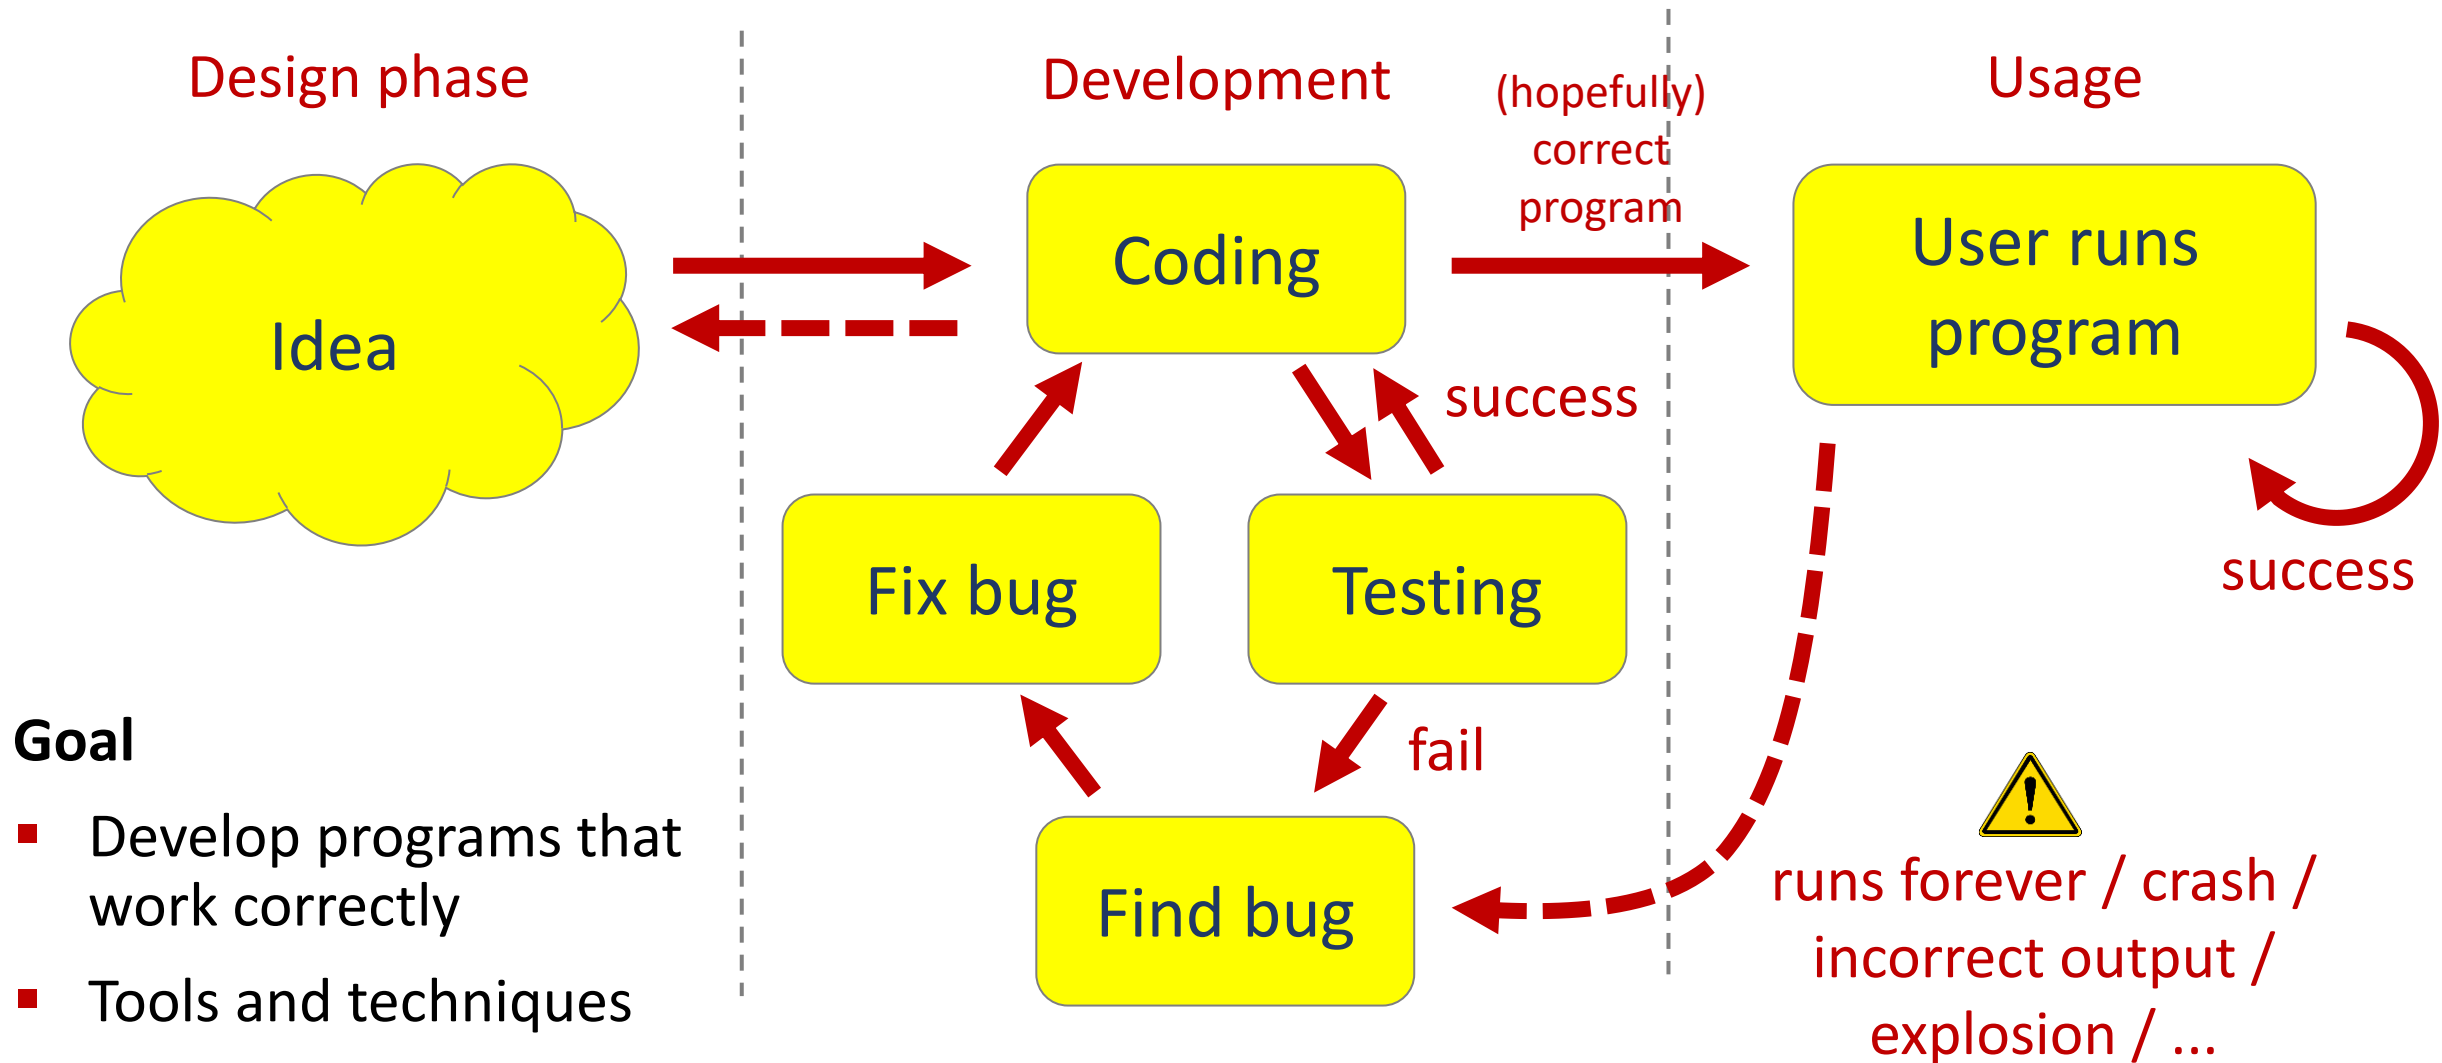 Design phase
Idea
Goal
Develop programs that
work correctly
Tools and techniques
Development
(hopefully)
correct
program
Coding
success
Fix bug
Testing
fail
Find bug
Usage
User runs
program
success
runs forever / crash /
incorrect output /
explosion / ...